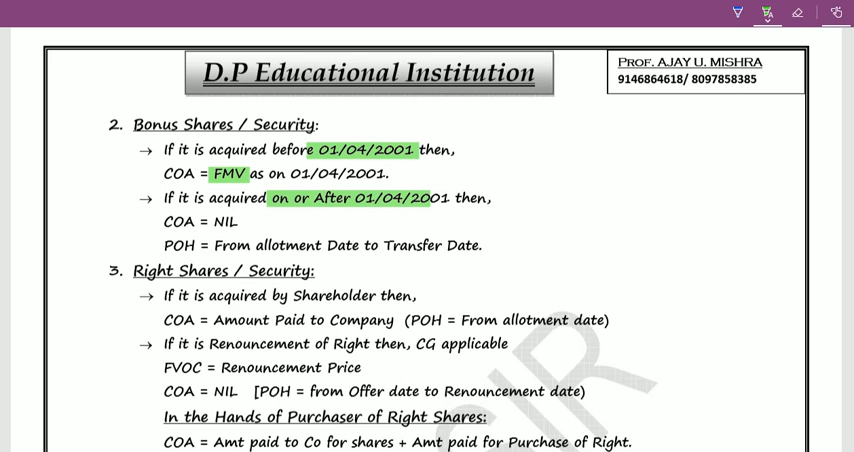 D.P Educational Institution
PROF. AJAY U. MISHRA
9146864618/ 8097858385
2. Bonus Shares / Security:
→ If it is acquired before 01/04/2001 then,
COA = FMV as on 01/04/2001.
→ If it is acquired on or After 01/04/2001 then,
COA = NIL
POH = From allotment Date to Transfer Date.
3. Right Shares / Security:
→ If it is acquired by Shareholder then,
COA = Amount Paid to Company (POH = From allotment date)
→ If it is Renouncement of Right then, CG applicable
FVOC = Renouncement Price
COA = NIL [POH = from Offer date to Renouncement date)
In the Hands of Purchaser of Right Shares:
COA = Amt paid to Co for shares + Amt paid for Purchase of Right.